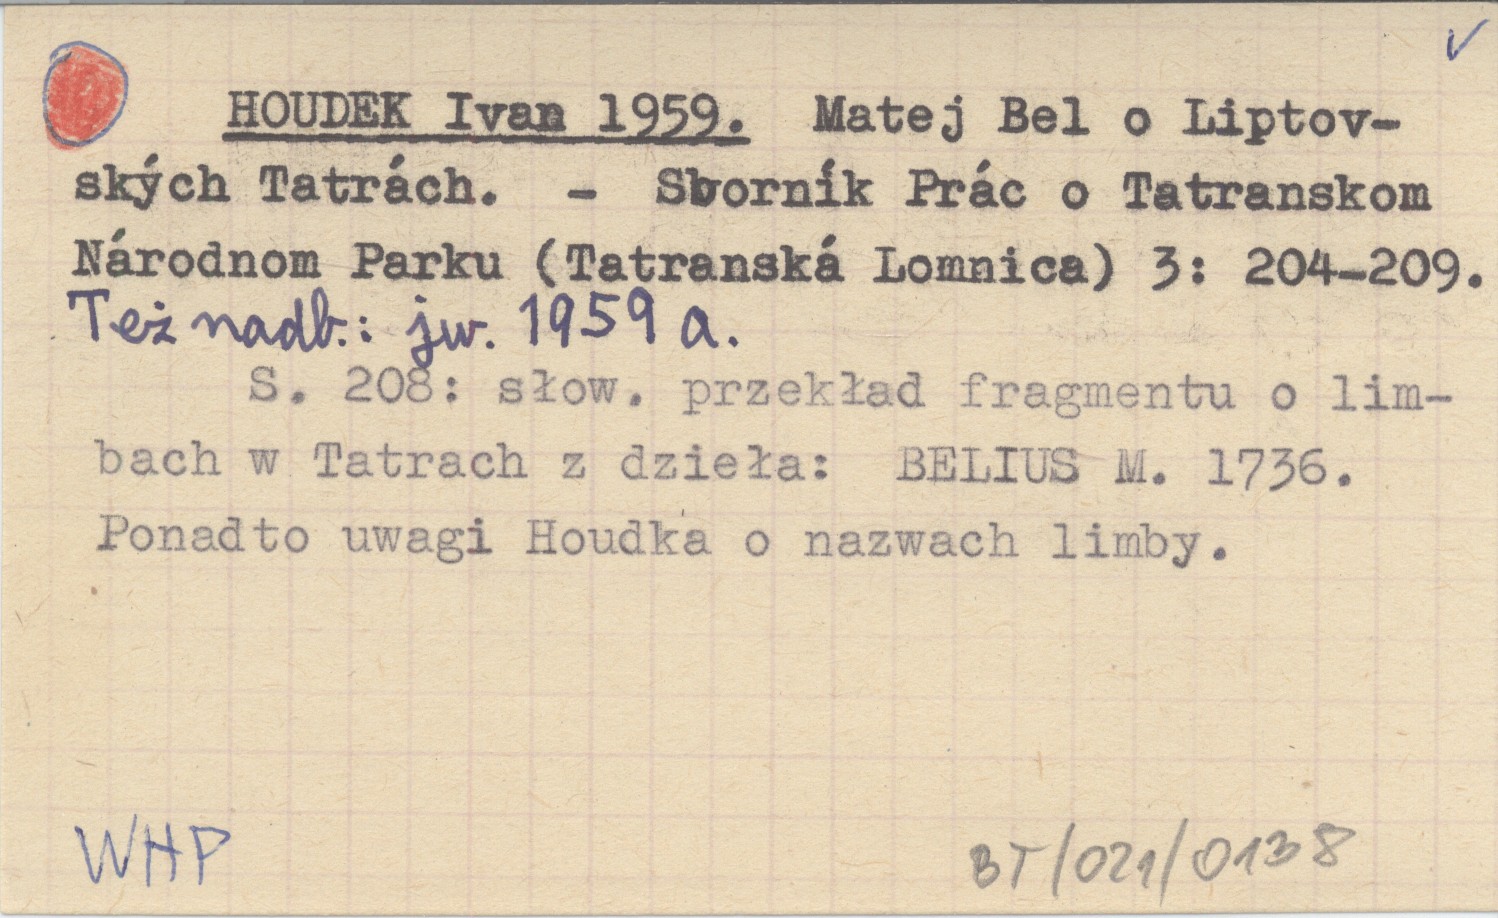 ✓
HOUDEK Ivan 1959. Matej Bel o Liptov-
ských Tatrách. - Sborník Prác o Tatranskom
Národnom Parku (Tatranská Lomnica) 3: 204-209.
Też nadb.: jw. 1959 a.
S. 208: słow. przekład fragmentu o lim-
bach w Tatrach z dzieła: BELIUS M. 1736.
Ponadto uwagi Houdka o nazwach limby.
WHP
BT/021/0138